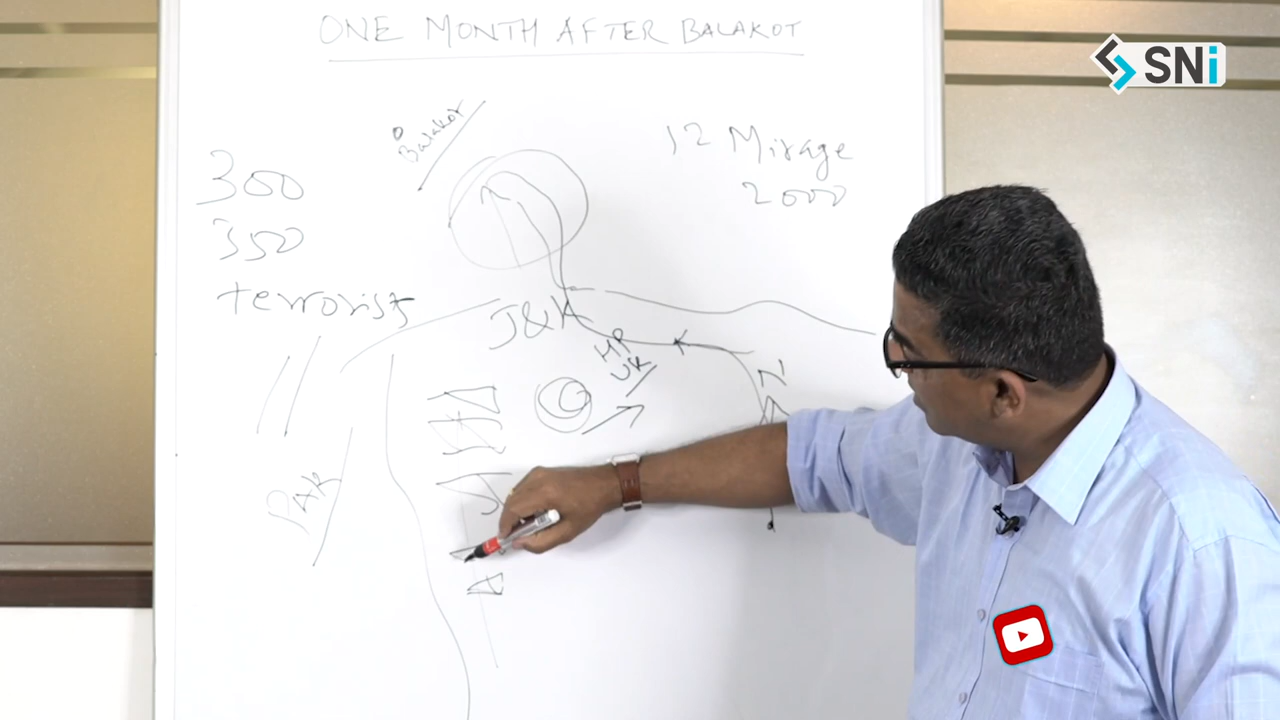 ONE MONTH AFTER BALAKOT
SNi
Balakot
12 Mirage
2000
300
350
terrorist
J&K
HP
UK
PAK